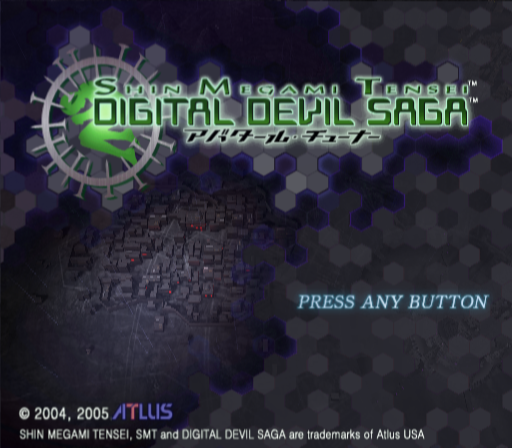 SHIN MEGAMI TENSEI™
DIGITAL DEVIL SAGA™
アバタール・チューナー
PRESS ANY BUTTON
© 2004, 2005 ATLUS
SHIN MEGAMI TENSEI, SMT and DIGITAL DEVIL SAGA are trademarks of Atlus USA